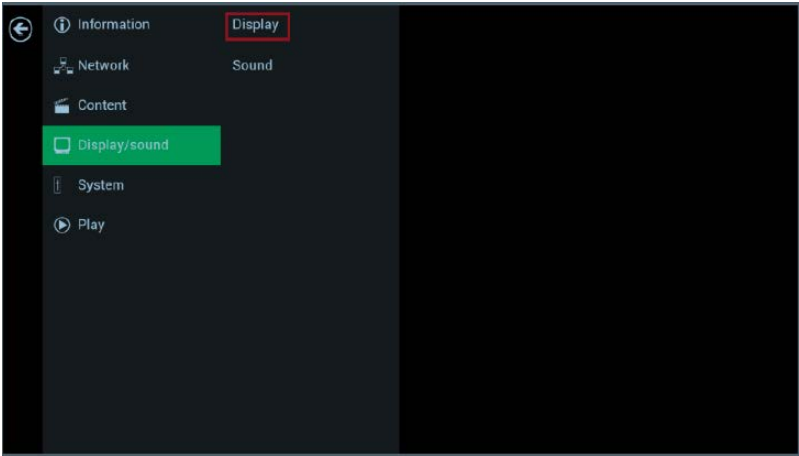 Information
Network
Content
Display/sound
System
Play
Display
Sound